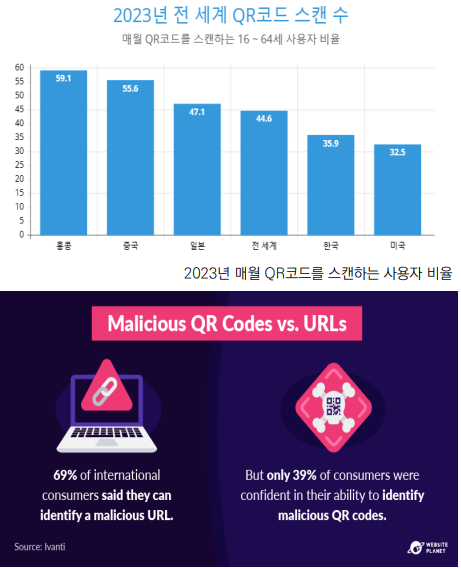 2023년 전 세계 QR코드 스캔 수
매월 QR코드를 스캔하는 16 ~ 64세 사용자 비율
60
55
50
45
40
35
30
25
20
15
10
5
0
59.1
55.6
47.1
44.6
35.9
32.5
홍콩
중국
일본
전 세계
한국
미국
2023년 매월 QR코드를 스캔하는 사용자 비율
Malicious QR Codes vs. URLs
69% of international
consumers said they can
identify a malicious URL.
But only 39% of consumers were
confident in their ability to identify
malicious QR codes.
Source: Ivanti
WEBSITE
PLANET